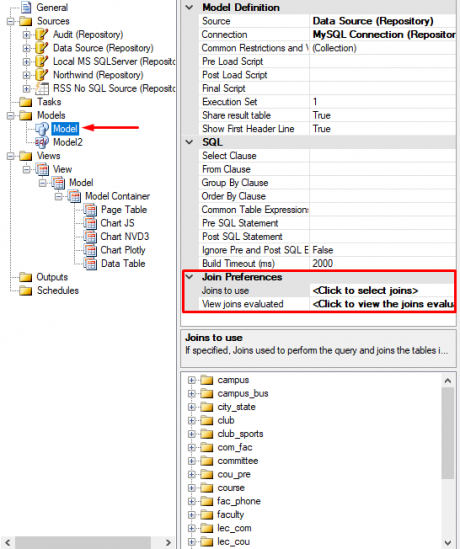 General
Sources
Audit (Repository)
Data Source (Repository)
Local MS SQLServer (Repositor
Northwind (Repository)
RSS No SQL Source (Reposito
Tasks
Models
Model
Model2
Views
View
Model
Model Container
Page Table
Chart JS
Chart NVD3
Chart Plotly
Data Table
Outputs
Schedules
Model Definition
Source Data Source (Repository)
Connection MySQL Connection (Repositor
Common Restrictions and V (Collection)
Pre Load Script
Post Load Script
Final Script
Execution Set 1
Share result table True
Show First Header Line True
SQL
Select Clause
From Clause
Group By Clause
Order By Clause
Common Table Expressions
Pre SQL Statement
Post SQL Statement
Ignore Pre and Post SQL E False
Build Timeout (ms) 2000
Join Preferences
Joins to use <Click to select joins>
View joins evaluated <Click to view the joins evalua
Joins to use
If specified, Joins used to perform the query and joins the tables i...
campus
campus_bus
city_state
club
club_sports
com_fac
committee
cou_pre
course
fac_phone
faculty
lec_com
lec_cou